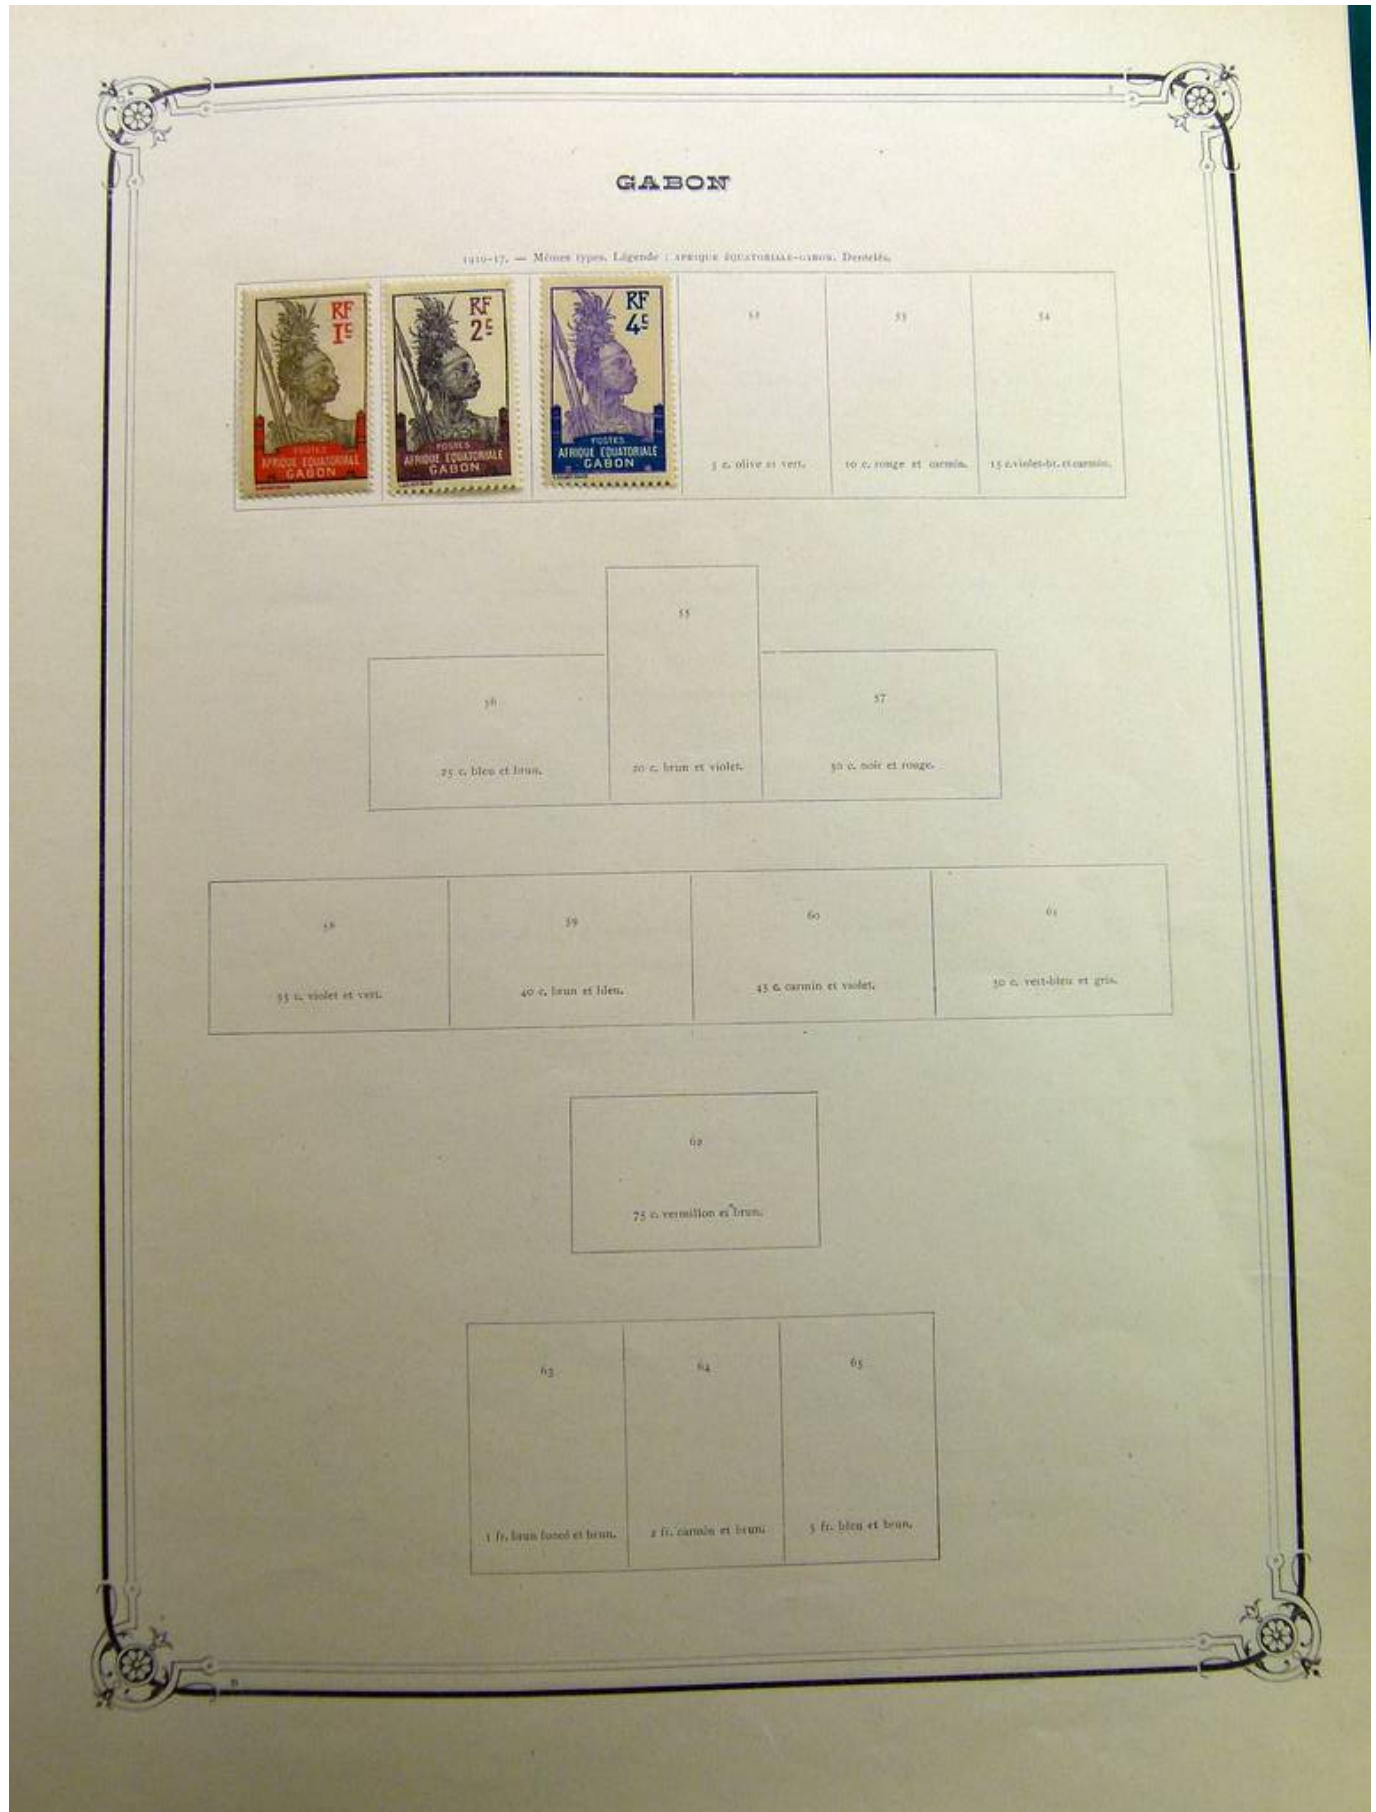 GABON
1910-17. — Mêmes types. Légende : AFRIQUE ÉQUATORIALE-GABON. Dentelés.
RF
1c
POSTES
AFRIQUE EQUATORIALE
GABON
RF
2c
POSTES
AFRIQUE EQUATORIALE
GABON
RF
4c
POSTES
AFRIQUE EQUATORIALE
GABON
52
5 c. olive et vert.
53
10 c. rouge et carmin.
54
15 c. violet-br. et carmin.
55
20 c. brun et violet.
56
25 c. bleu et brun.
57
30 c. noir et rouge.
58
35 c. violet et vert.
59
40 c. brun et bleu.
60
45 c. carmin et violet.
61
50 c. vert-bleu et gris.
62
75 c. vermillon et brun.
63
1 fr. brun foncé et brun.
64
2 fr. carmin et brun.
65
5 fr. bleu et brun.